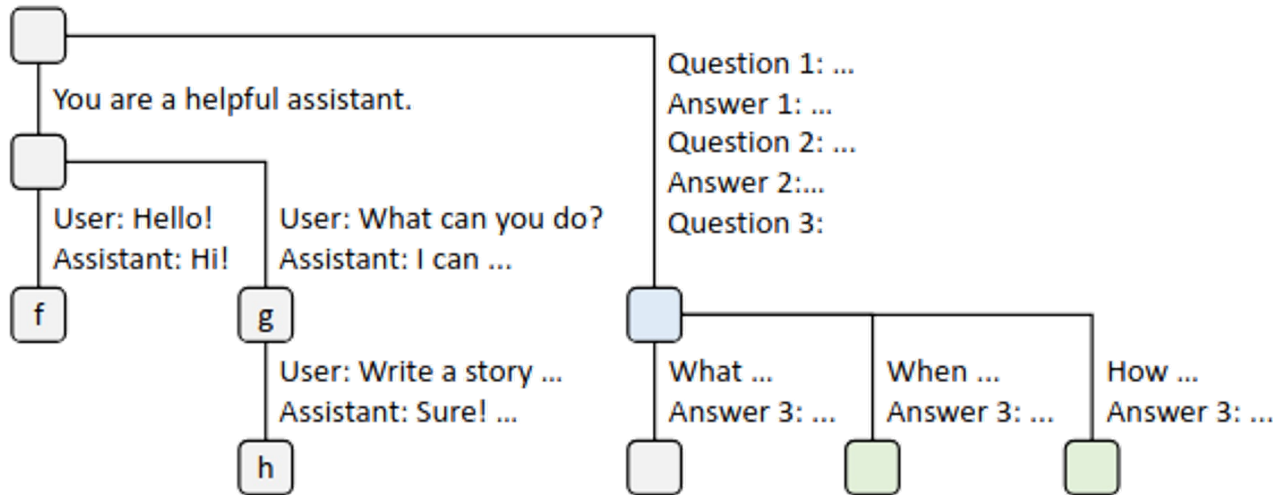 You are a helpful assistant.
User: Hello!
Assistant: Hi!
User: What can you do?
Assistant: I can ...
f
g
User: Write a story ...
Assistant: Sure! ...
h
Question 1: ...
Answer 1: ...
Question 2: ...
Answer 2:...
Question 3:
What ...
Answer 3: ...
When ...
Answer 3: ...
How ...
Answer 3: ...